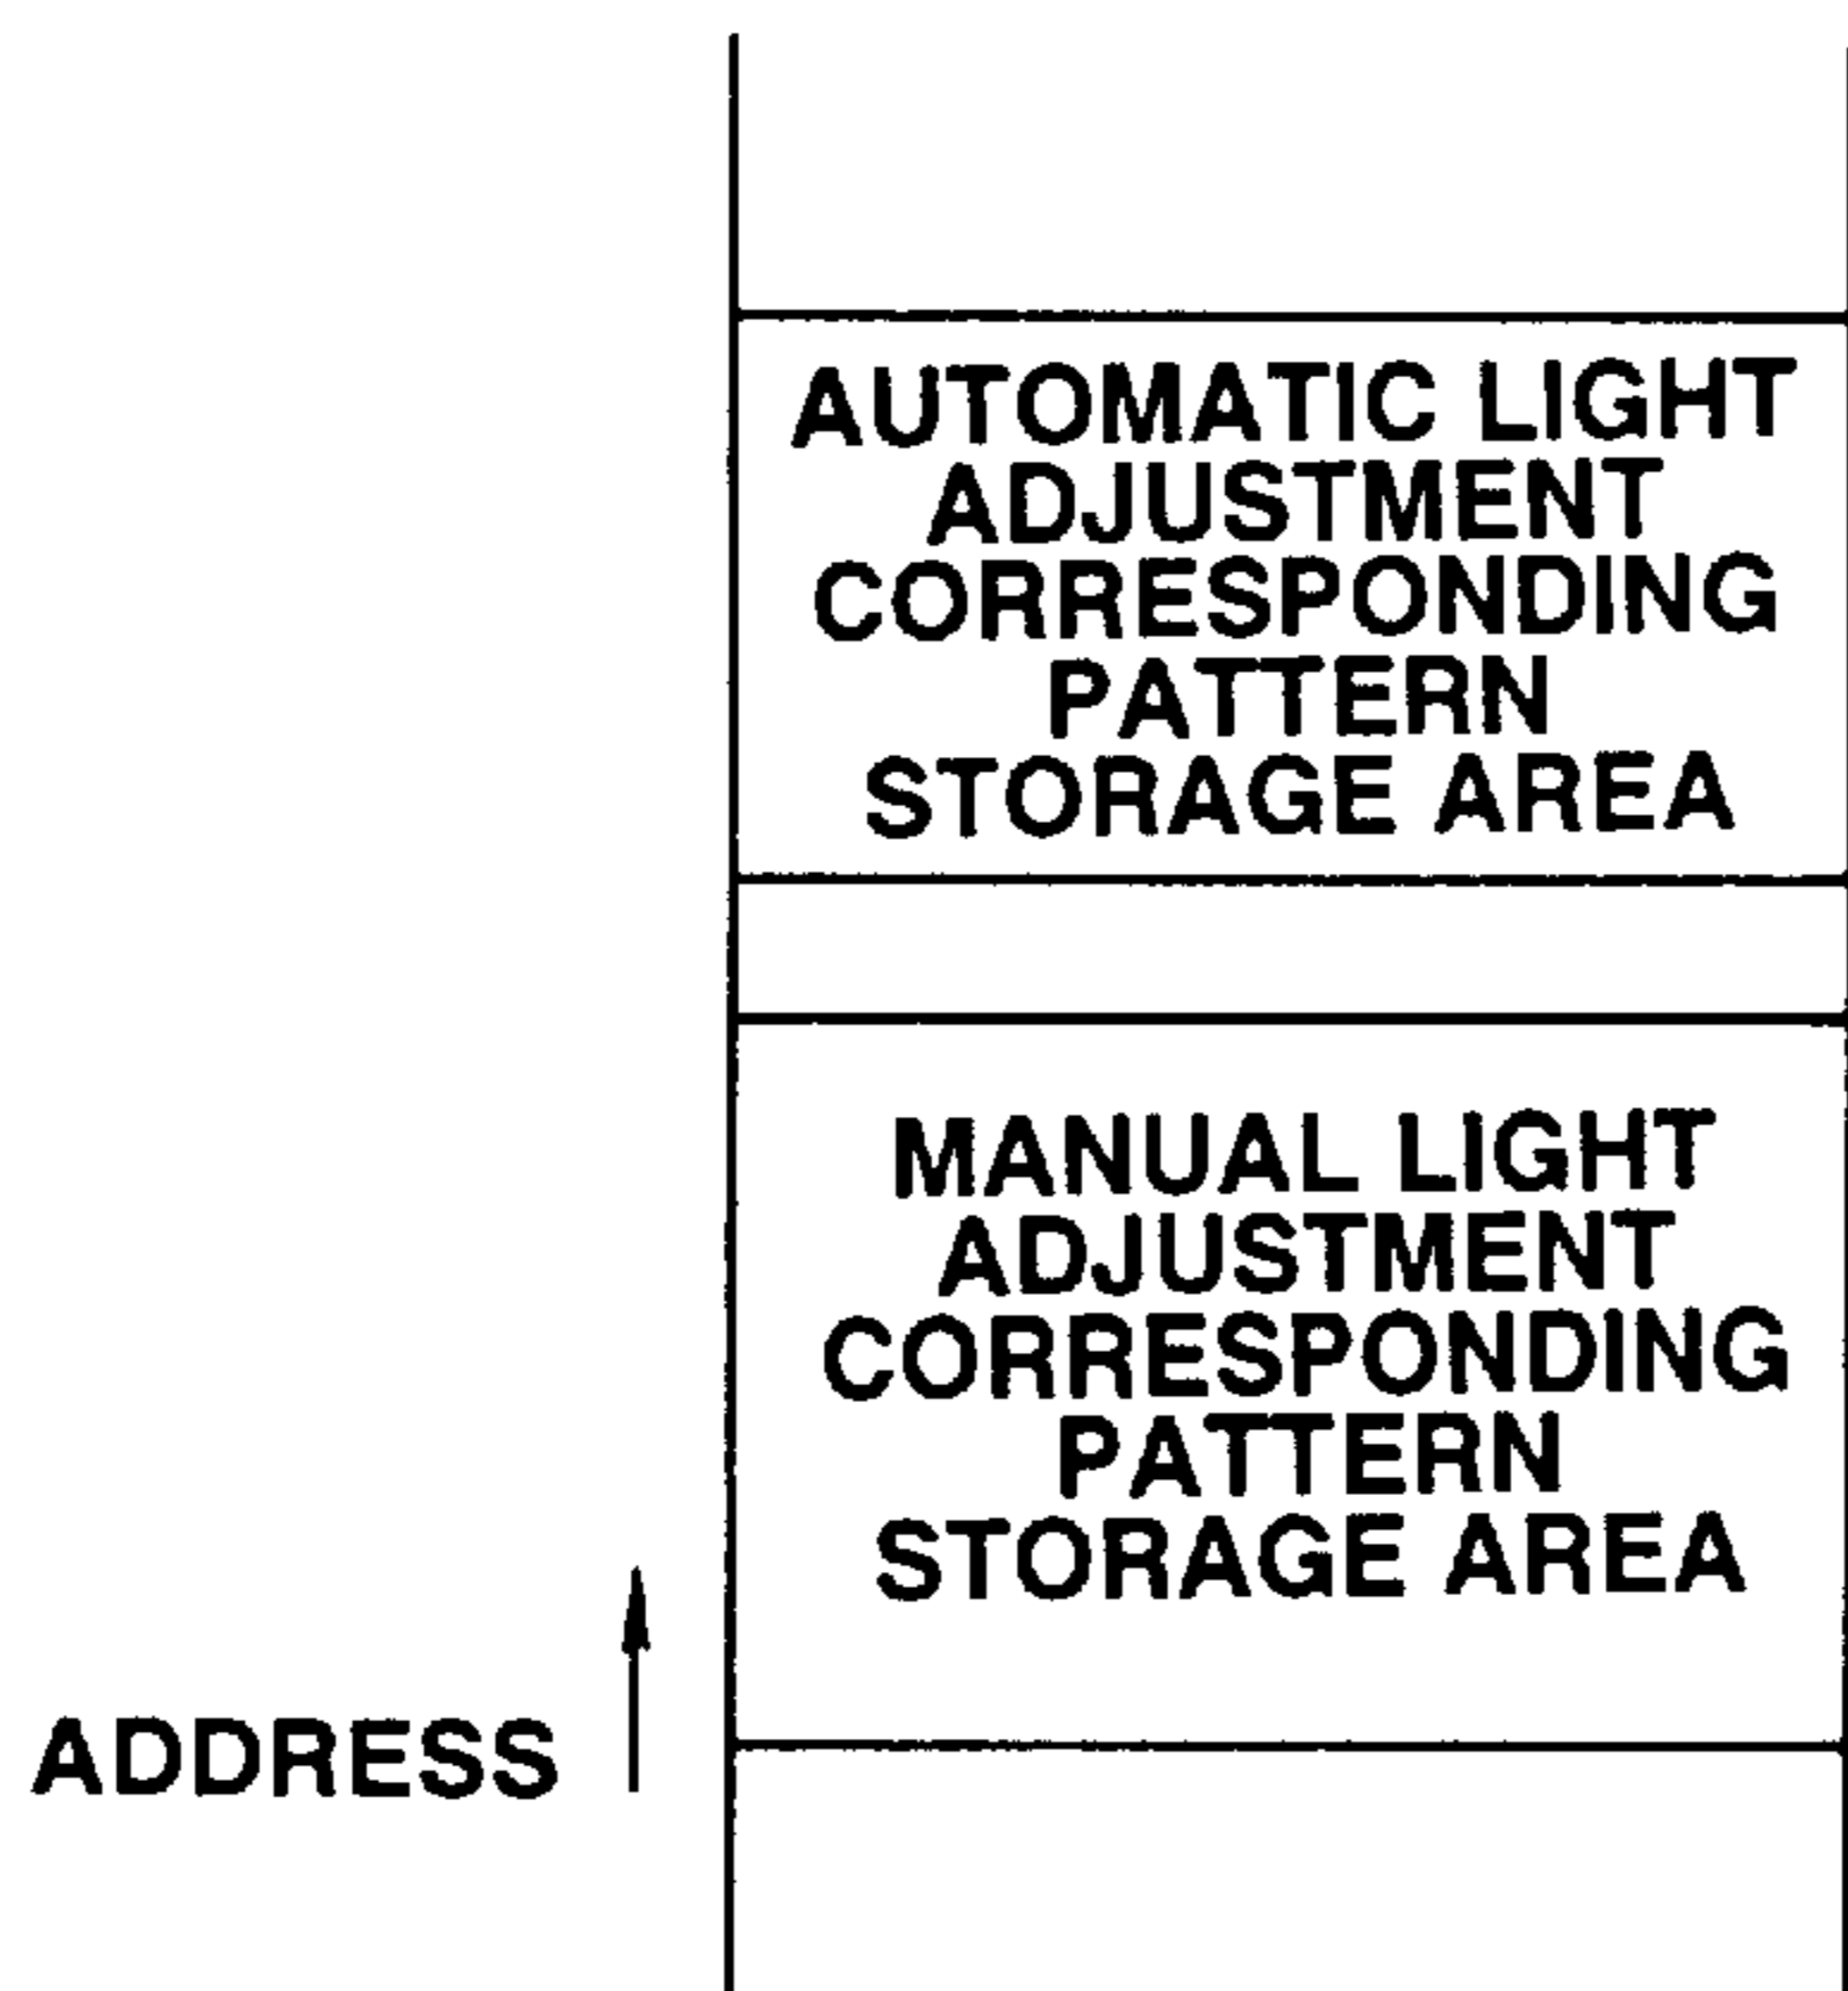 AUTOMATIC LIGHT
ADJUSTMENT
CORRESPONDING
PATTERN
STORAGE AREA
MANUAL LIGHT
ADJUSTMENT
CORRESPONDING
PATTERN
STORAGE AREA
ADDRESS